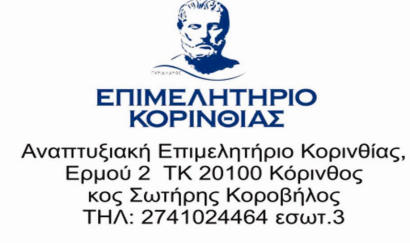 ΕΠΙΜΕΛΗΤΗΡΙΟ
ΚΟΡΙΝΘΙΑΣ
Αναπτυξιακή Επιμελητήριο Κορινθίας,
Ερμού 2 ΤΚ 20100 Κόρινθος
κος Σωτήρης Κοροβήλος
ΤΗΛ: 2741024464 εσωτ.3